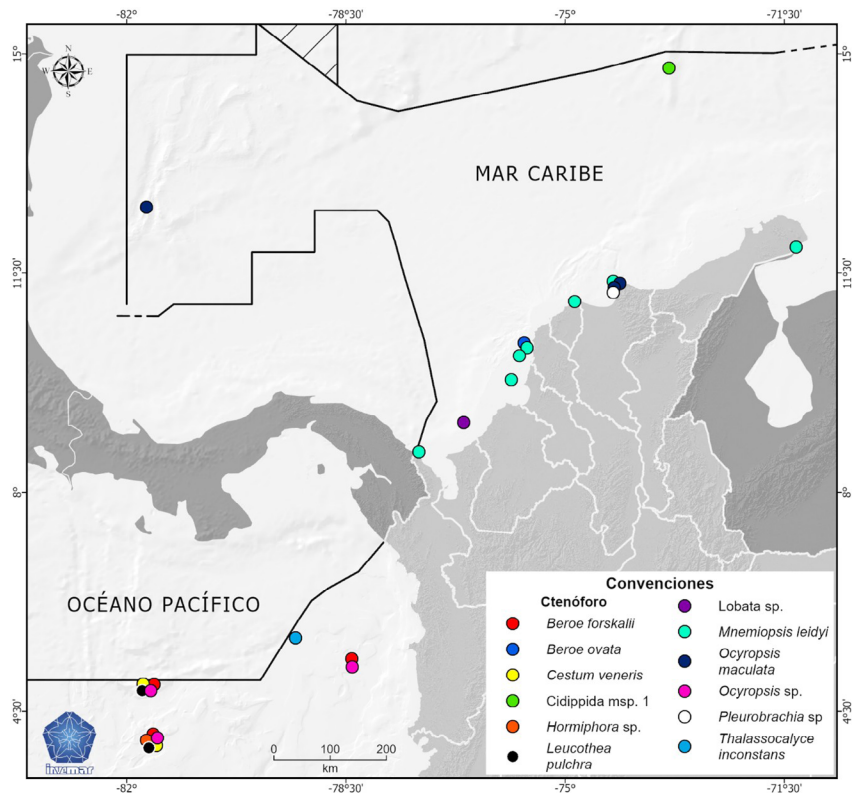 -82° -78°30' -75° -71°30'
15° 15°
N
W E
S
MAR CARIBE
11°30' 11°30'
8° 8°
OCÉANO PACÍFICO
4°30' 4°30'
Convenciones
Ctenóforo
Beroe forskalii
Beroe ovata
Cestum veneris
Cidippida msp. 1
Hormiphora sp.
Leucothea
pulchra
Lobata sp.
Mnemiopsis leidyi
Ocyropsis
maculata
Ocyropsis sp.
Pleurobrachia sp
Thalassocalyce
inconstans
0 100 200
km
invemar
-82° -78°30' -75° -71°30'